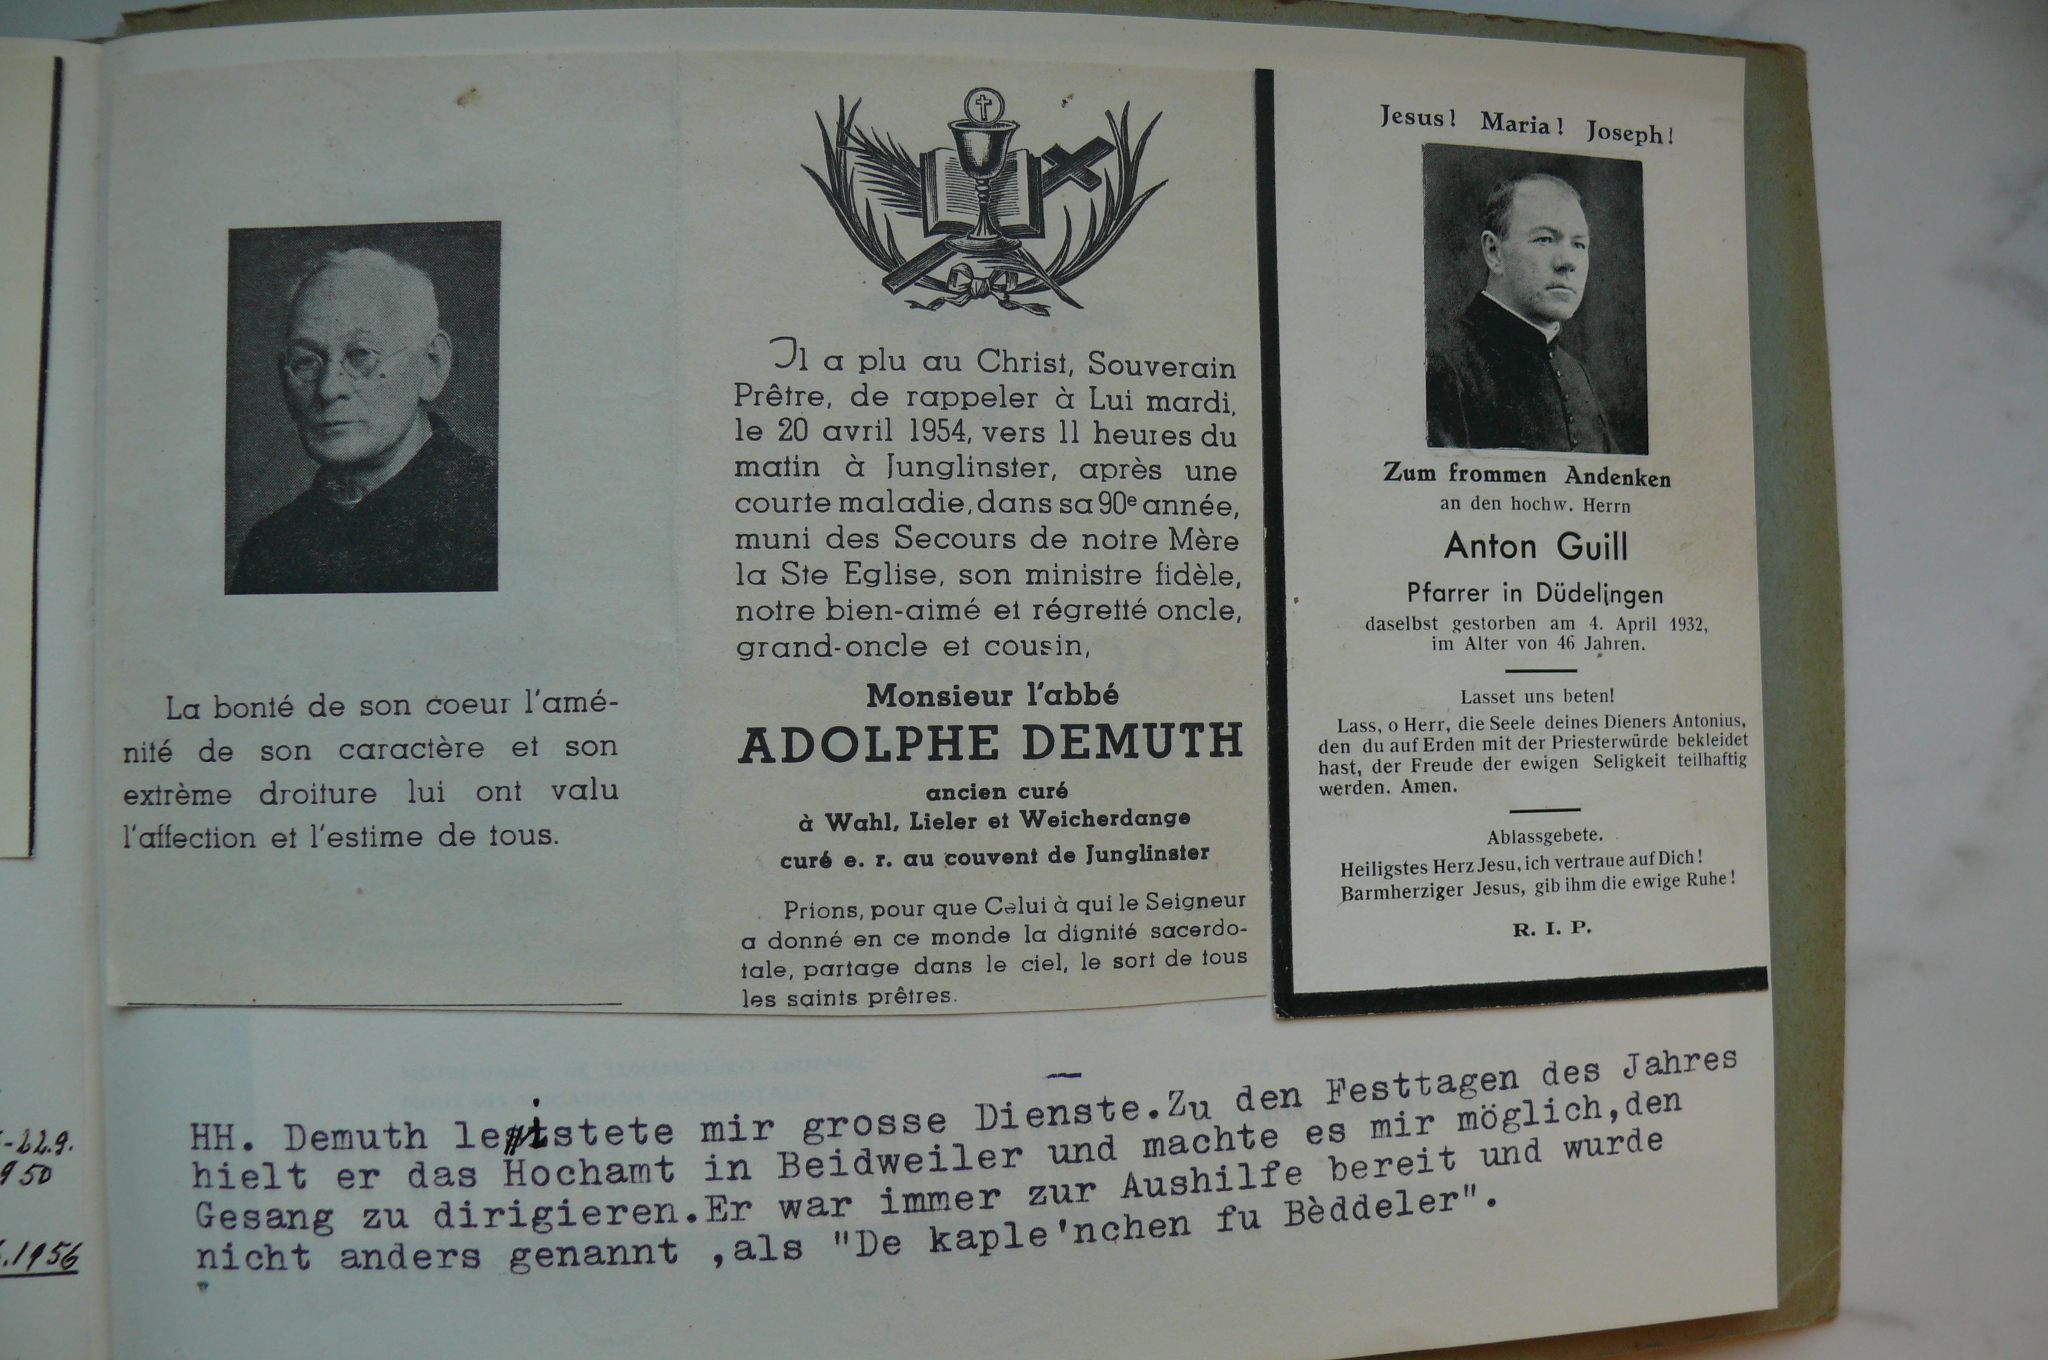 La bonté de son coeur l'amé-
nité de son caractère et son
extrème droiture lui ont valu
l'affection et l'estime de tous.
Il a plu au Christ, Souverain
Prêtre, de rappeler à Lui mardi,
le 20 avril 1954, vers 11 heures du
matin à Junglinster, après une
courte maladie, dans sa 90e année,
muni des Secours de notre Mère
la Ste Eglise, son ministre fidèle,
notre bien-aimé et régretté oncle,
grand-oncle et cousin,
Monsieur l'abbé
ADOLPHE DEMUTH
ancien curé
à Wahl, Lieler et Weicherdange
curé e. r. au couvent de Junglinster
Prions, pour que Celui à qui le Seigneur
a donné en ce monde la dignité sacerdo-
tale, partage dans le ciel, le sort de tous
les saints prêtres.
Jesus! Maria! Joseph!
Zum frommen Andenken
an den hochw. Herrn
Anton Guill
Pfarrer in Düdelingen
daselbst gestorben am 4. April 1932,
im Alter von 46 Jahren.
Lasset uns beten!
Lass, o Herr, die Seele deines Dieners Antonius,
den du auf Erden mit der Priesterwürde bekleidet
hast, der Freude der ewigen Seligkeit teilhaftig
werden. Amen.
Ablassgebete.
Heiligstes Herz Jesu, ich vertraue auf Dich!
Barmherziger Jesus, gib ihm die ewige Ruhe!
R. I. P.
HH. Demuth leistete mir grosse Dienste.Zu den Festtagen des Jahres
hielt er das Hochamt in Beidweiler und machte es mir möglich,den
Gesang zu dirigieren.Er war immer zur Aushilfe bereit und wurde
nicht anders genannt ,als "De kaple'nchen fu Bèddeler".
-22.9.
950
.1956